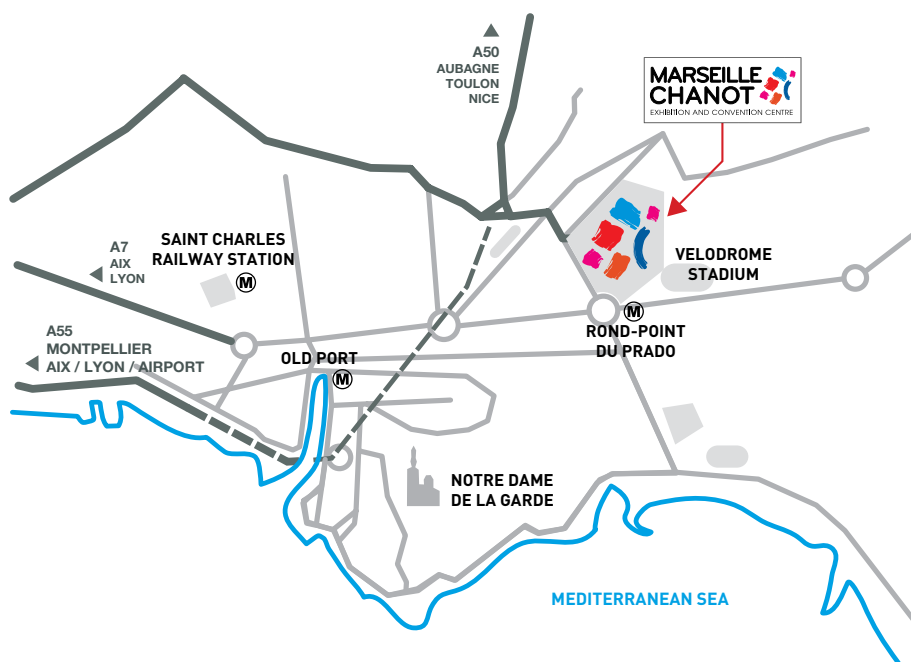 A50
AUBAGNE
TOULON
NICE
MARSEILLE
CHANOT
EXHIBITION AND CONVENTION CENTRE
SAINT CHARLES
RAILWAY STATION
M
A7
AIX
LYON
VELODROME
STADIUM
M
ROND-POINT
DU PRADO
A55
MONTPELLIER
AIX / LYON / AIRPORT
OLD PORT
M
NOTRE DAME
DE LA GARDE
MEDITERRANEAN SEA